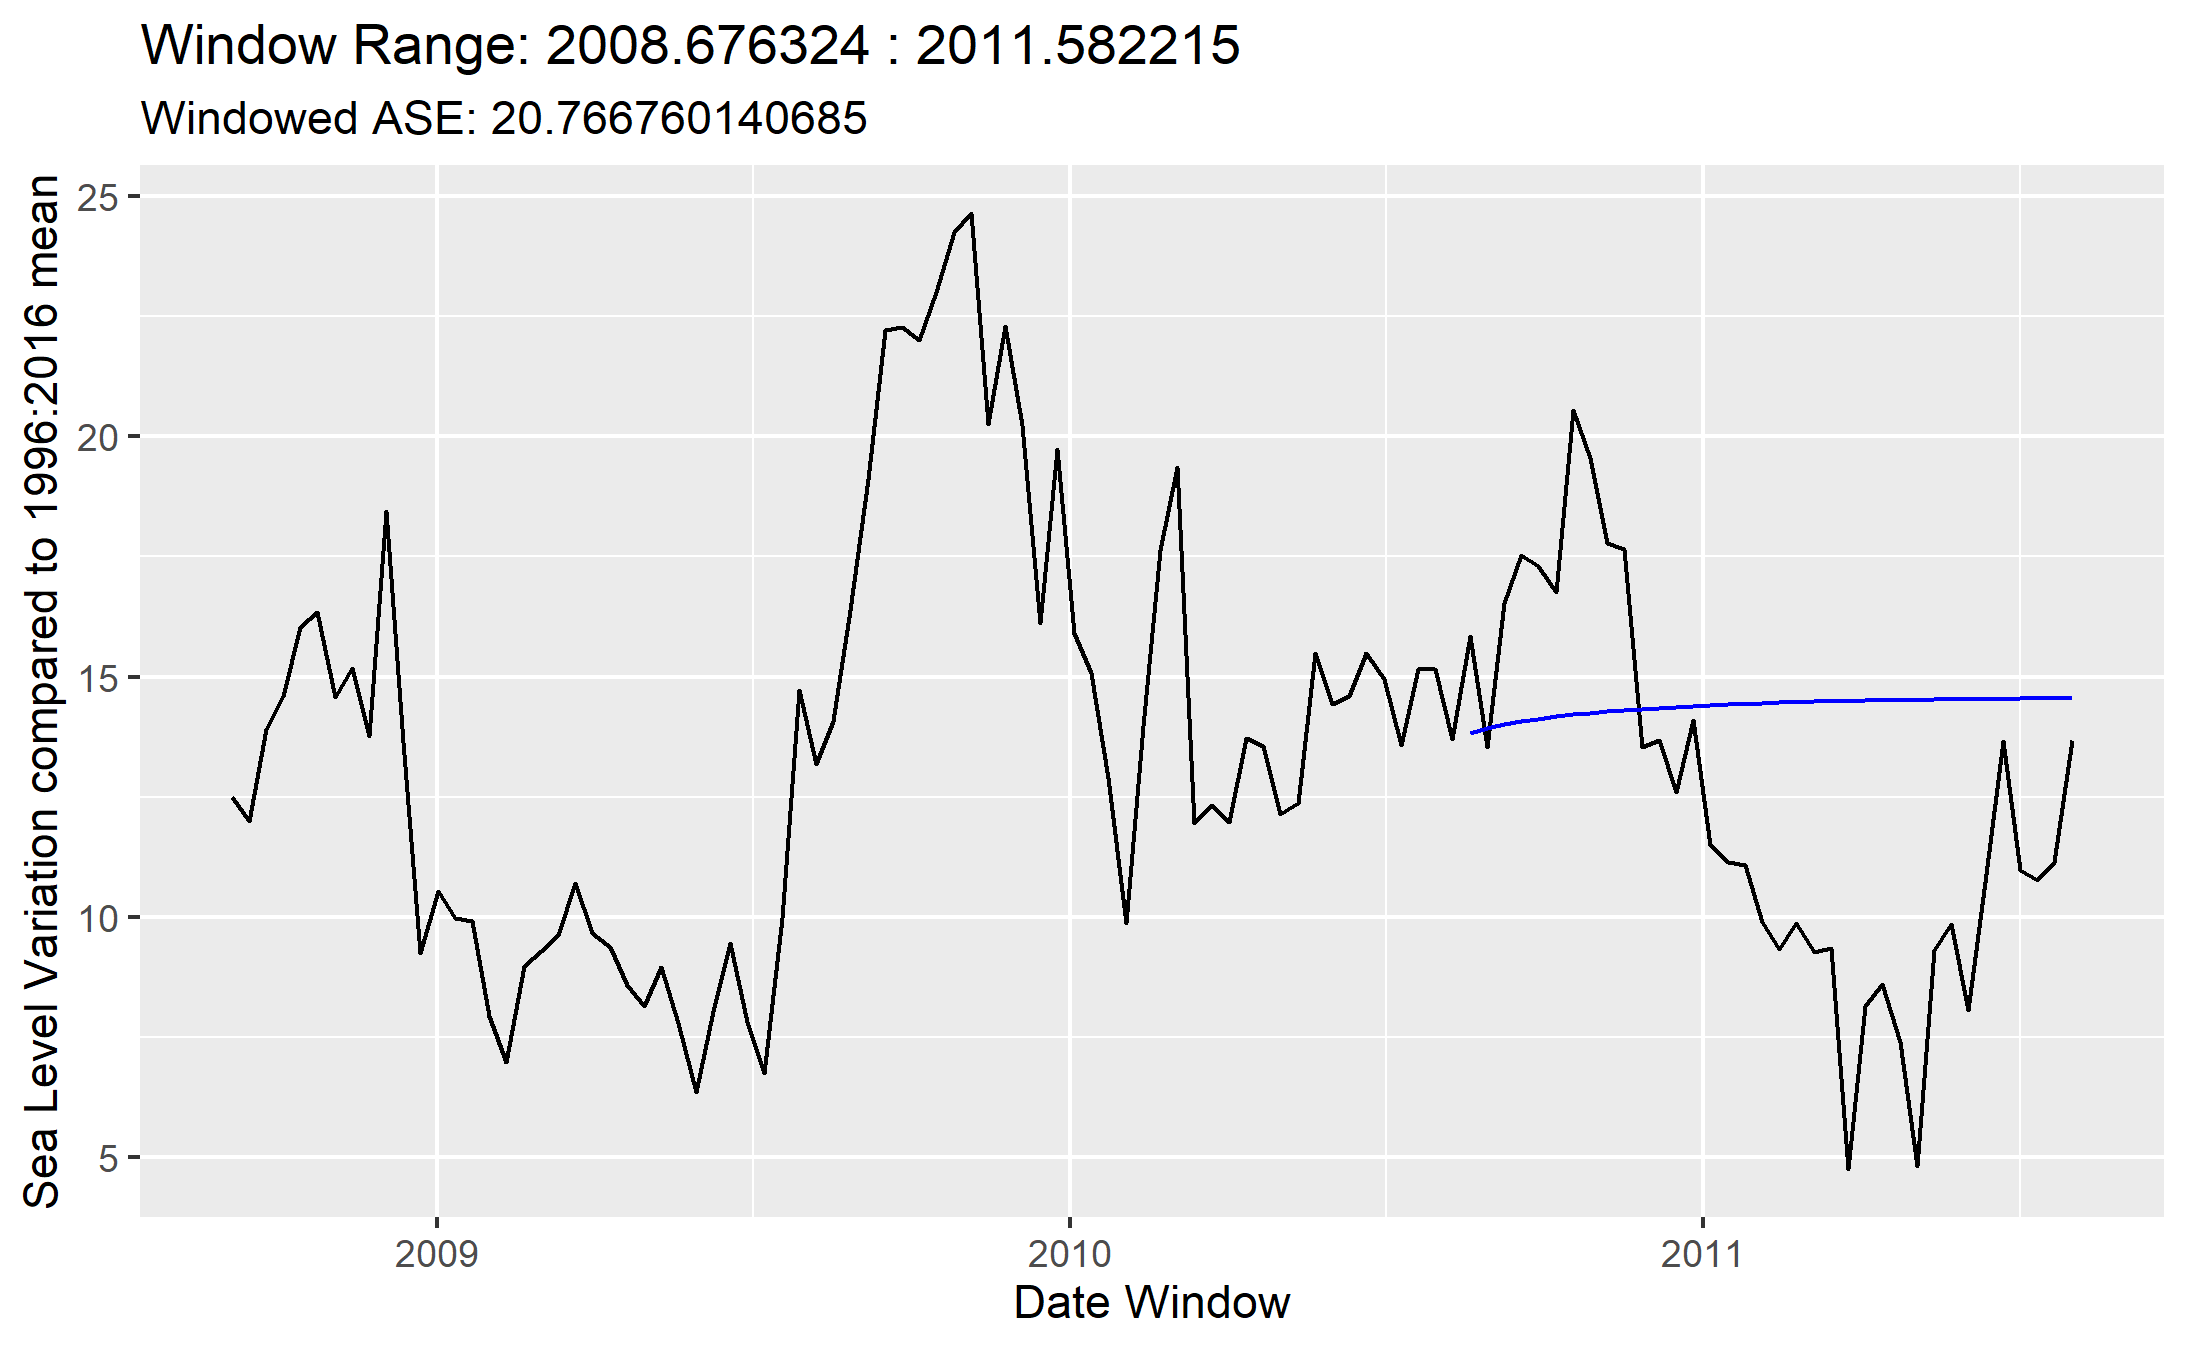 Window Range: 2008.676324 : 2011.582215
Windowed ASE: 20.766760140685
Sea Level Variation compared to 1996:2016 mean
25
20
15
10
5
2009
2010
2011
Date Window